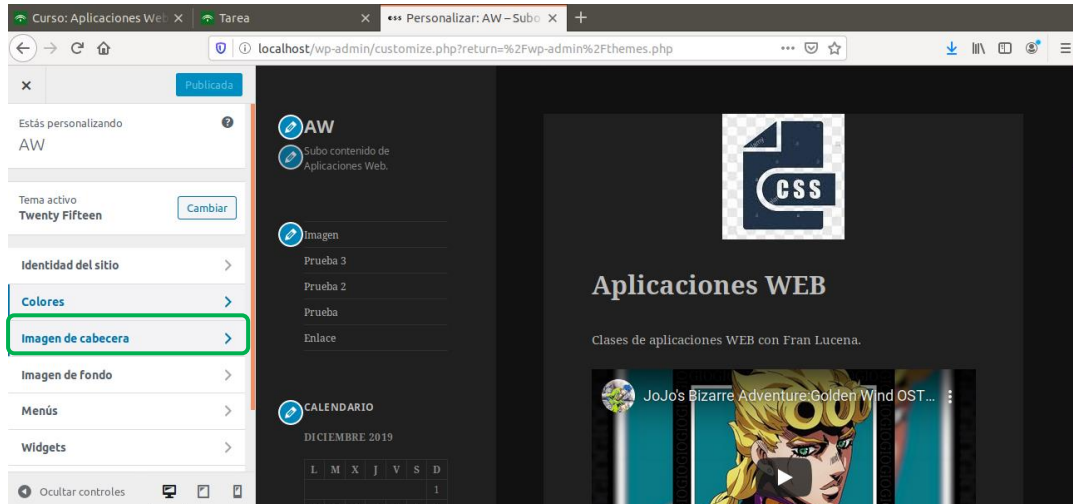 Curso: Aplicaciones Web
Tarea
Personalizar: AW – Subo
localhost/wp-admin/customize.php?return=%2Fwp-admin%2Fthemes.php
Publicada
Estás personalizando
AW
Tema activo
Twenty Fifteen
Cambiar
Identidad del sitio
Colores
Imagen de cabecera
Imagen de fondo
Menús
Widgets
Ocultar controles
AW
Subo contenido de
Aplicaciones Web.
Imagen
Prueba 3
Prueba 2
Prueba
Enlace
CALENDARIO
DICIEMBRE 2019
L M X J V S D
1
CSS
Aplicaciones WEB
Clases de aplicaciones WEB con Fran Lucena.
JoJo's Bizarre Adventure:Golden Wind OST...